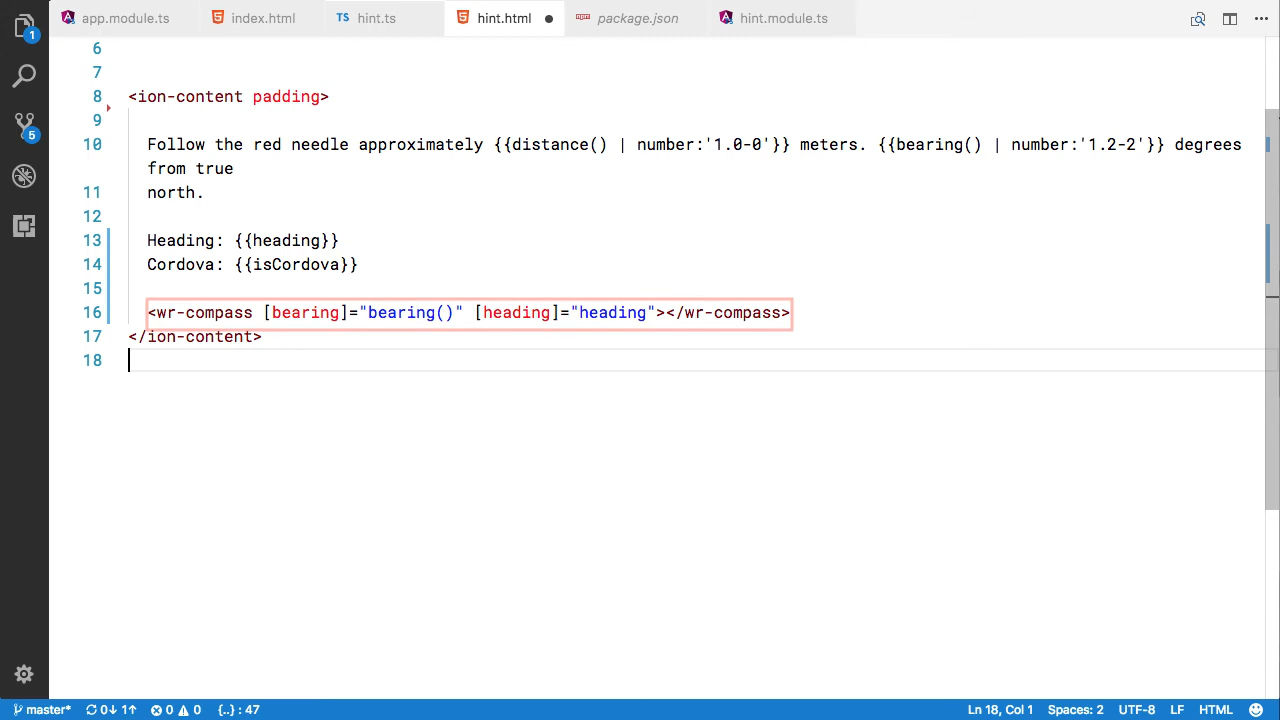 app.module.ts
index.html
TS hint.ts
hint.html
package.json
hint.module.ts
1
5
6
7
8 <ion-content padding>
9
10 Follow the red needle approximately {{distance() | number:'1.0-0'}} meters. {{bearing() | number:'1.2-2'}} degrees
from true
11 north.
12
13 Heading: {{heading}}
14 Cordova: {{isCordova}}
15
16 <wr-compass [bearing]="bearing()" [heading]="heading"></wr-compass>
17 </ion-content>
18
master* 0↓ 1↑ 0 0 {..} : 47 Ln 18, Col 1 Spaces: 2 UTF-8 LF HTML